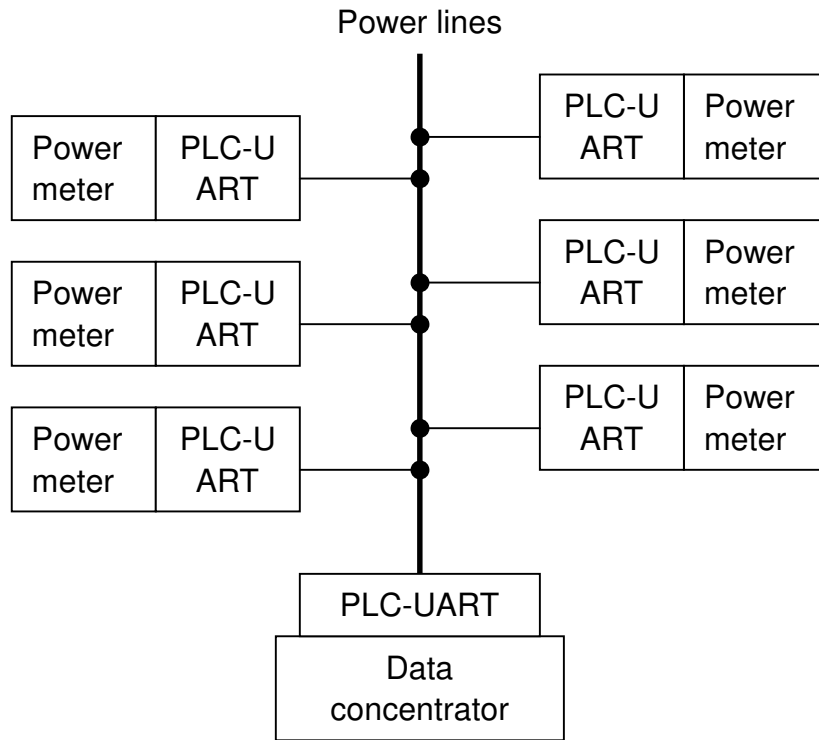 Power lines
PLC-U
ART
Power
meter
Power
meter
PLC-U
ART
PLC-U
ART
Power
meter
Power
meter
PLC-U
ART
PLC-U
ART
Power
meter
Power
meter
PLC-U
ART
PLC-UART
Data
concentrator